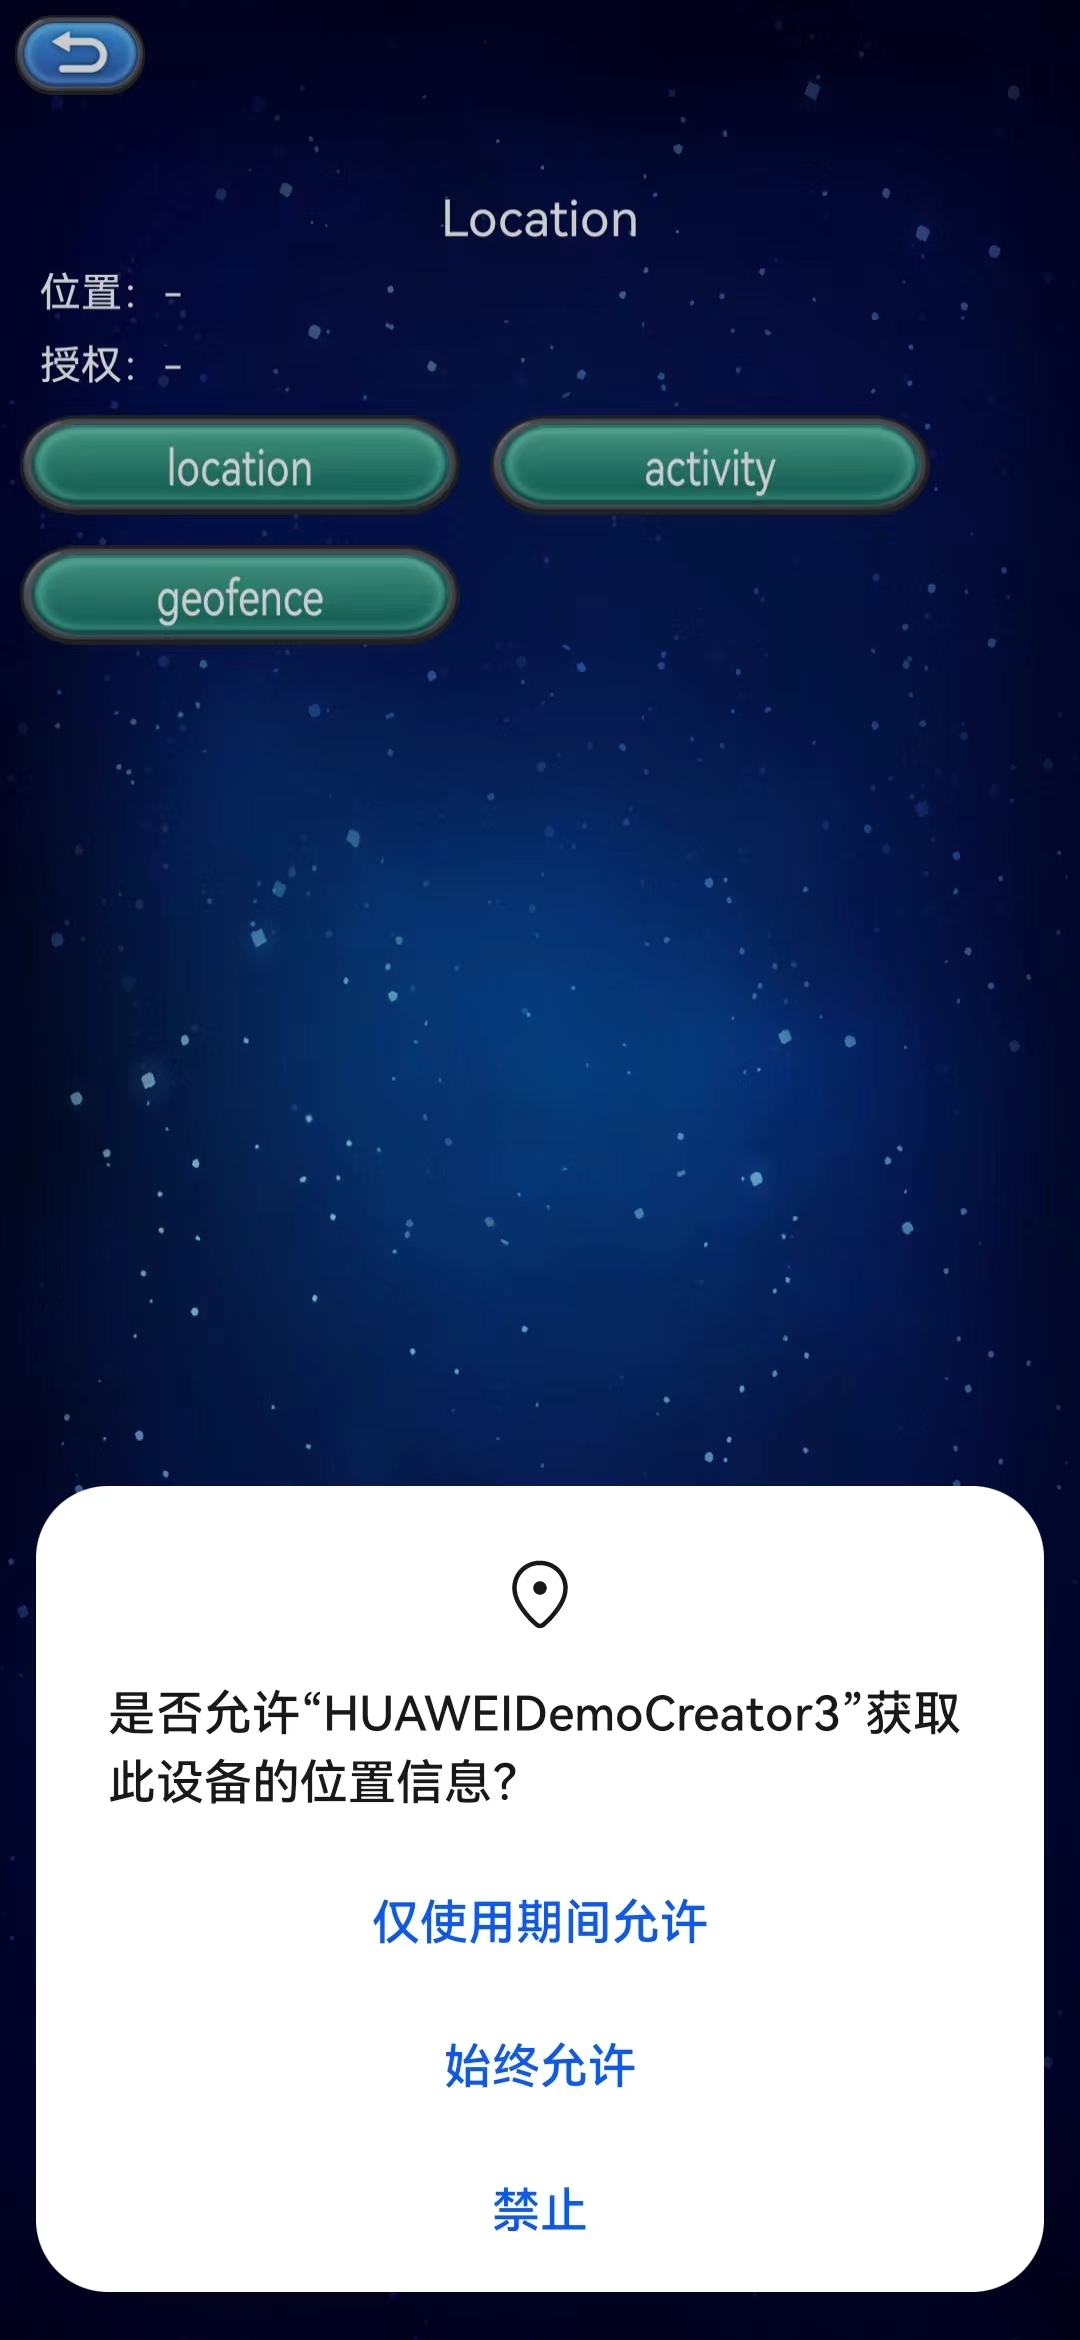 Location
位置： -
授权： -
location
activity
geofence
是否允许“HUAWEIDemoCreator3”获取
此设备的位置信息？
仅使用期间允许
始终允许
禁止